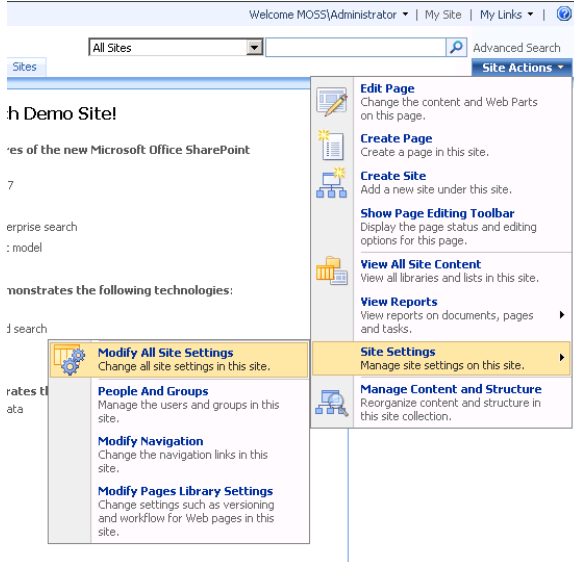 Welcome MOSS\Administrator ▾ | My Site | My Links ▾ |
All Sites
Advanced Search
Sites
Site Actions ▾
Edit Page
Change the content and Web Parts
on this page.
Create Page
Create a page in this site.
Create Site
Add a new site under this site.
Show Page Editing Toolbar
Display the page status and editing
options for this page.
View All Site Content
View all libraries and lists in this site.
View Reports
View reports on documents, pages
and tasks.
Site Settings
Manage site settings on this site.
Manage Content and Structure
Reorganize content and structure in
this site collection.
Demo Site!
res of the new Microsoft Office SharePoint
7
erprise search
: model
monstrates the following technologies:
d search
rates tl
ata
Modify All Site Settings
Change all site settings in this site.
People And Groups
Manage the users and groups in this
site.
Modify Navigation
Change the navigation links in this
site.
Modify Pages Library Settings
Change settings such as versioning
and workflow for Web pages in this
site.